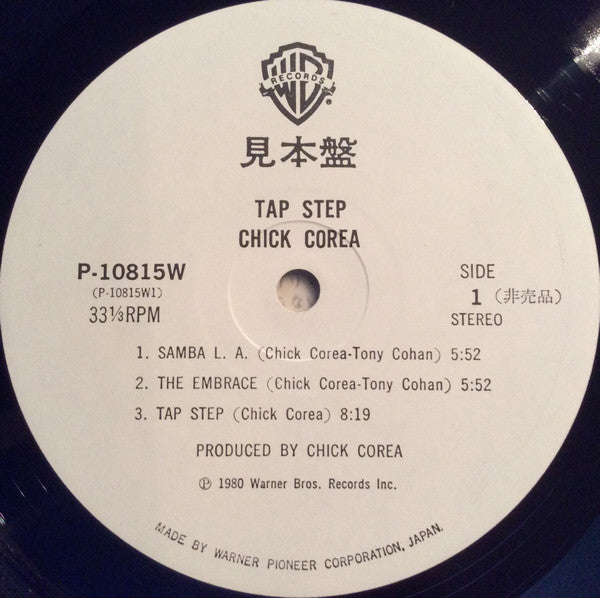 WB
RECORDS
®
見本盤
TAP STEP
CHICK COREA
P-10815W
(P-10815W1)
33⅓RPM
SIDE
1 (非売品)
STEREO
1. SAMBA L. A. (Chick Corea-Tony Cohan) 5:52
2. THE EMBRACE (Chick Corea-Tony Cohan) 5:52
3. TAP STEP (Chick Corea) 8:19
PRODUCED BY CHICK COREA
Ⓟ 1980 Warner Bros. Records Inc.
MADE BY WARNER PIONEER CORPORATION, JAPAN.